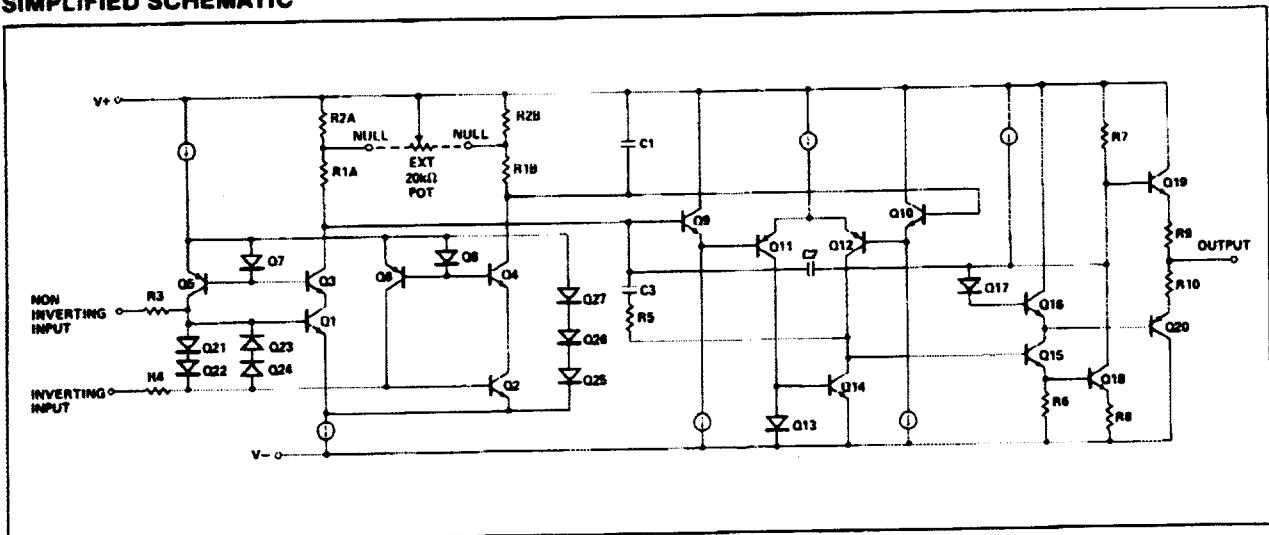 SIMPLIFIED SCHEMATIC
V+
R2A
NULL
NULL
R2B
R1A
EXT
20kΩ
POT
R1B
C1
R7
Q9
Q10
Q19
Q11
Q12
R9
OUTPUT
Q7
Q8
Q5
Q3
Q6
Q4
C3
Q17
Q16
R10
NON
INVERTING
INPUT
R3
Q1
Q27
R5
Q20
Q21
Q23
Q26
Q15
Q22
Q24
Q25
INVERTING
INPUT
R4
Q2
Q14
Q18
Q13
R6
R8
V-